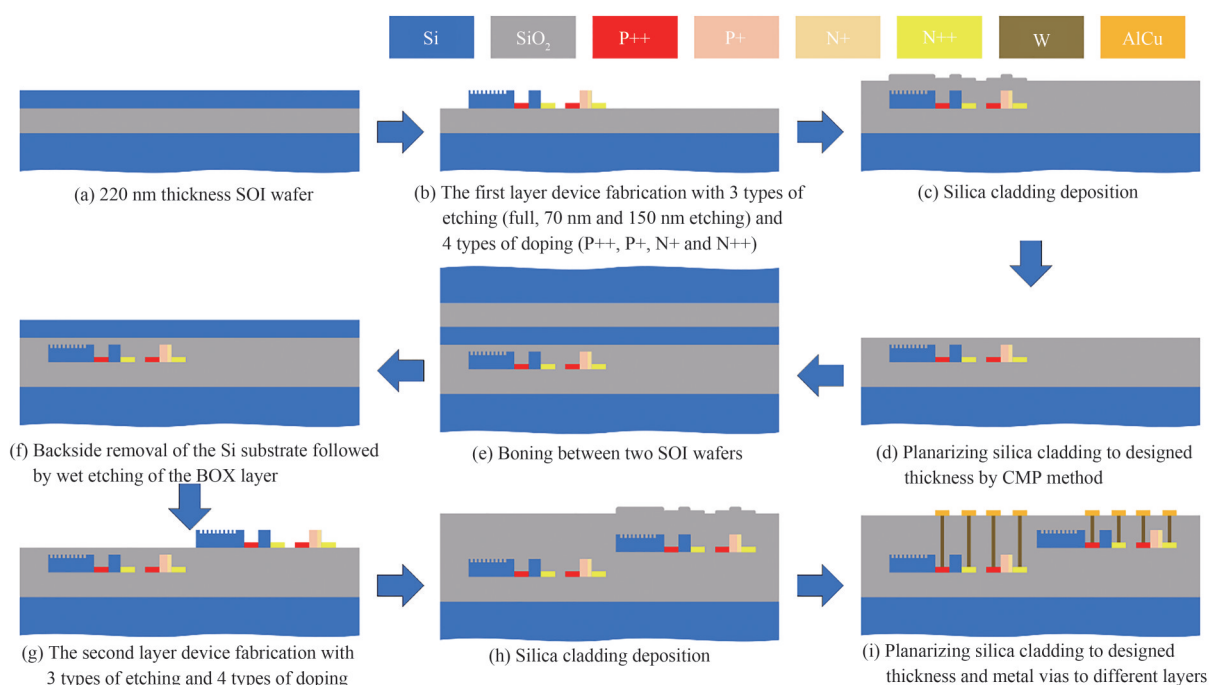 Si
SiO₂
P++
P+
N+
N++
W
AlCu
(a) 220 nm thickness SOI wafer
(b) The first layer device fabrication with 3 types of
etching (full, 70 nm and 150 nm etching) and
4 types of doping (P++, P+, N+ and N++)
(c) Silica cladding deposition
(f) Backside removal of the Si substrate followed
by wet etching of the BOX layer
(e) Boning between two SOI wafers
(d) Planarizing silica cladding to designed
thickness by CMP method
(g) The second layer device fabrication with
3 types of etching and 4 types of doping
(h) Silica cladding deposition
(i) Planarizing silica cladding to designed
thickness and metal vias to different layers